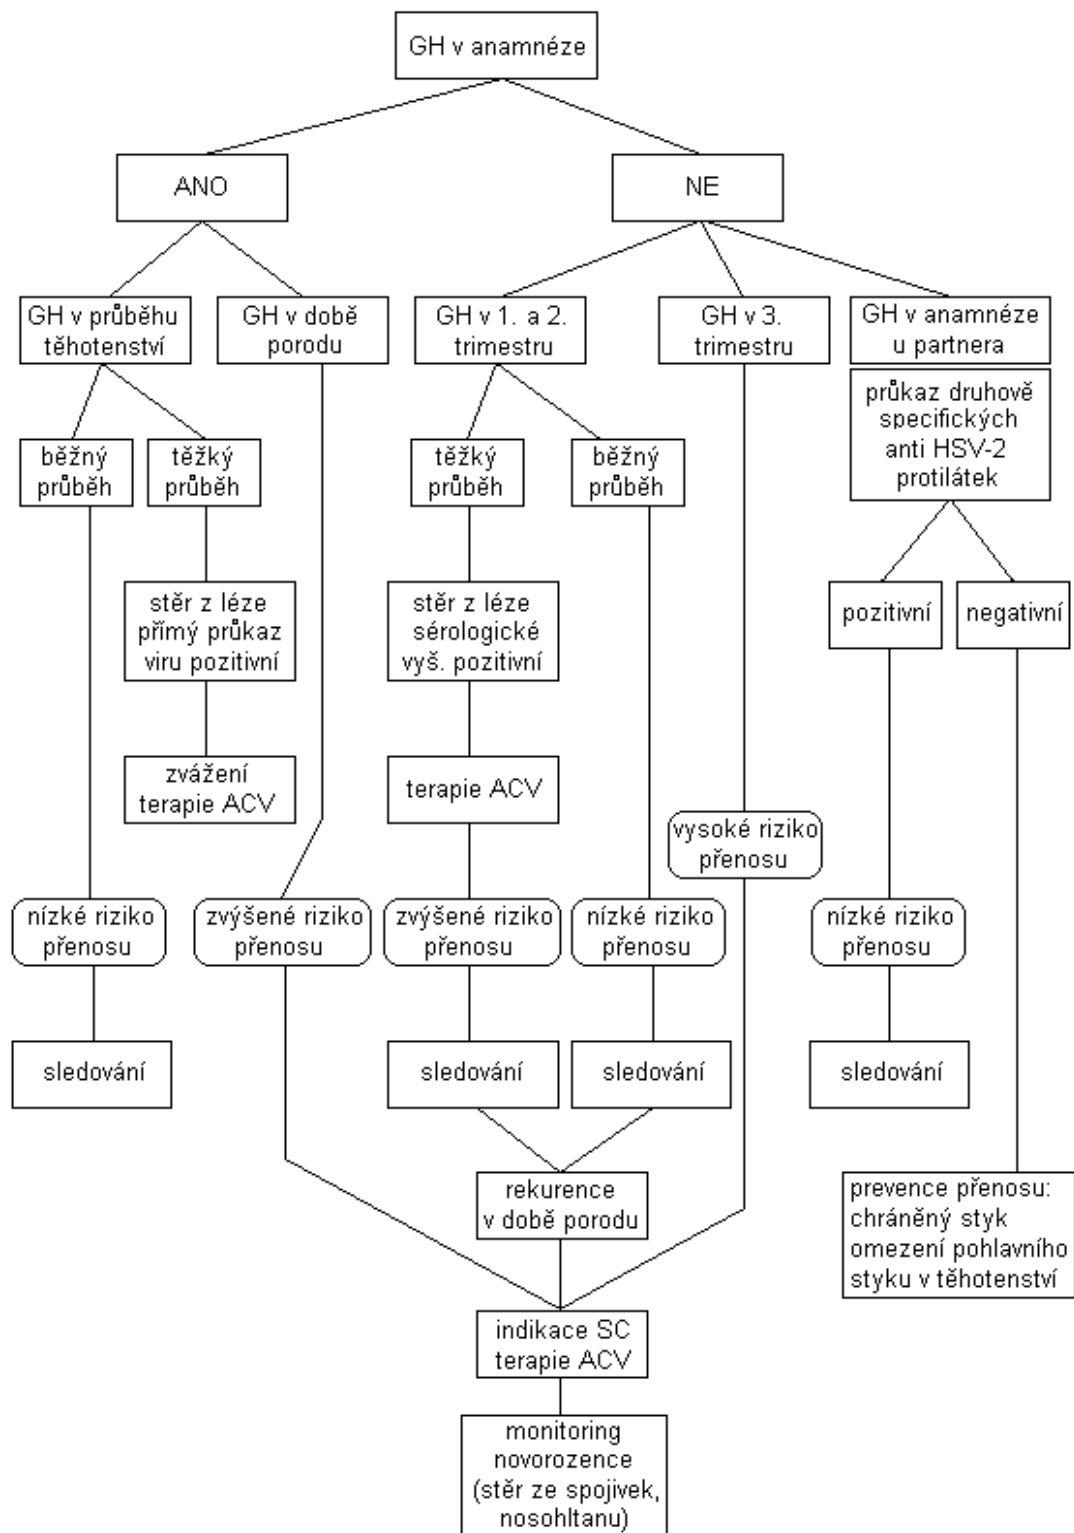 GH v anamnéze
ANO
NE
GH v průběhu
těhotenství
GH v době
porodu
GH v 1. a 2.
trimestru
GH v 3.
trimestru
GH v anamnéze
u partnera
průkaz druhově
specifických
anti HSV-2
protilátek
běžný
průběh
těžký
průběh
těžký
průběh
běžný
průběh
stěr z léze
přímý průkaz
viru pozitivní
stěr z léze
sérologické
vyš. pozitivní
pozitivní
negativní
zvážení
terapie ACV
terapie ACV
vysoké riziko
přenosu
nízké riziko
přenosu
zvýšené riziko
přenosu
zvýšené riziko
přenosu
nízké riziko
přenosu
nízké riziko
přenosu
sledování
sledování
sledování
sledování
rekurence
v době porodu
prevence přenosu:
chráněný styk
omezení pohlavního
styku v těhotenství
indikace SC
terapie ACV
monitoring
novorozence
(stěr ze spojivek,
nosohltanu)